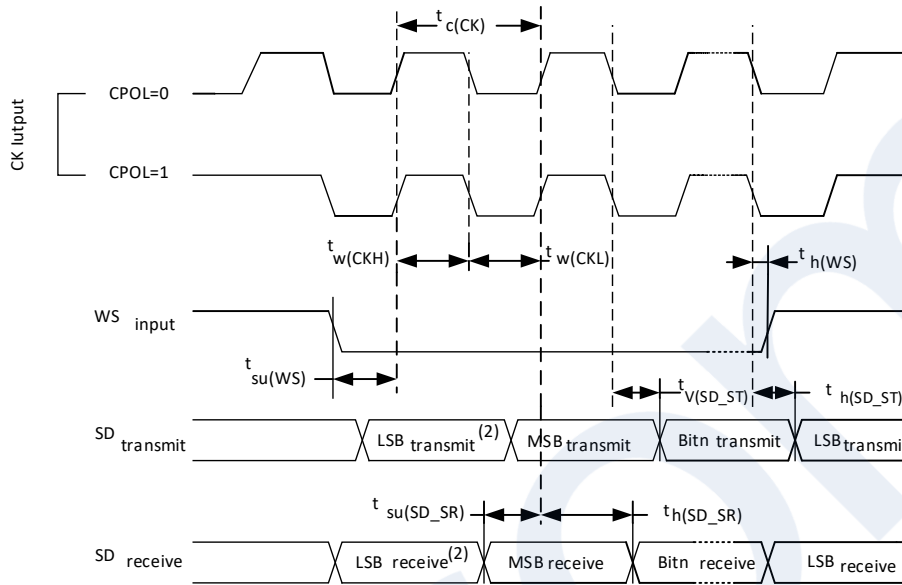 t c(CK)
CPOL=0
CK Iutput
CPOL=1
t w(CKH)
t w(CKL)
t h(WS)
WS input
t su(WS)
t V(SD_ST)
t h(SD_ST)
SD transmit
LSB transmit (2)
MSB transmit
Bitn transmit
LSB transmi
t su(SD_SR)
t h(SD_SR)
SD receive
LSB receive (2)
MSB receive
Bitn receive
LSB receive